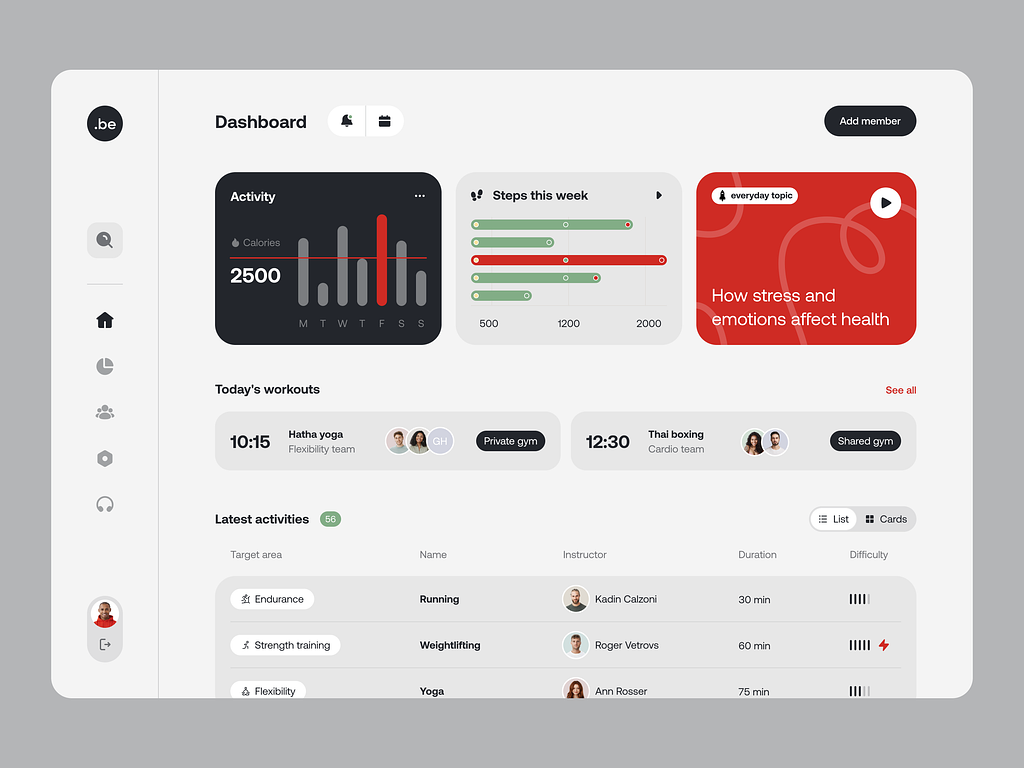 .be
Dashboard
Add member
Activity
Calories
2500
M T W T F S S
Steps this week
500 1200 2000
everyday topic
How stress and
emotions affect health
Today's workouts
See all
10:15
Hatha yoga
Flexibility team
GH
Private gym
12:30
Thai boxing
Cardio team
Shared gym
Latest activities 56
List Cards
Target area Name Instructor Duration Difficulty
Endurance Running Kadin Calzoni 30 min
Strength training Weightlifting Roger Vetrovs 60 min
Flexibility Yoga Ann Rosser 75 min